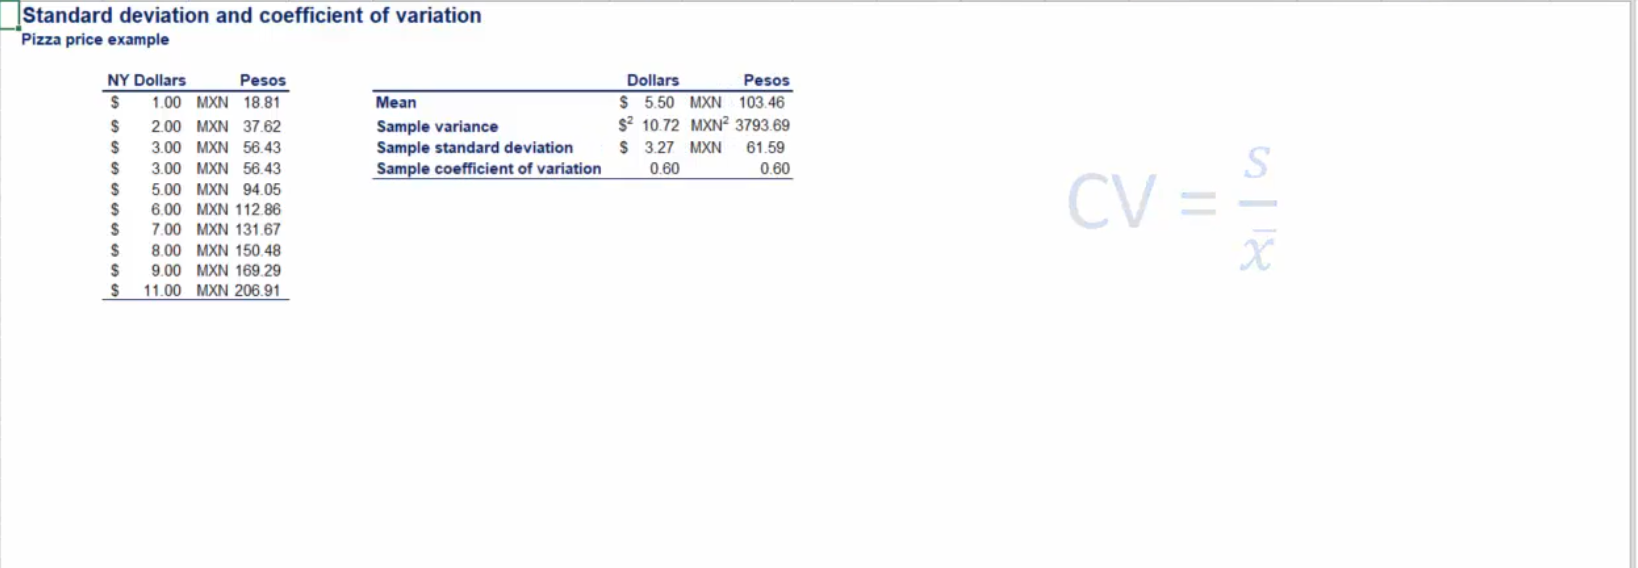 Standard deviation and coefficient of variation
Pizza price example
NY Dollars Pesos
$ 1.00 MXN 18.81
$ 2.00 MXN 37.62
$ 3.00 MXN 56.43
$ 3.00 MXN 56.43
$ 5.00 MXN 94.05
$ 6.00 MXN 112.86
$ 7.00 MXN 131.67
$ 8.00 MXN 150.48
$ 9.00 MXN 169.29
$ 11.00 MXN 206.91
Dollars Pesos
Mean $ 5.50 MXN 103.46
Sample variance $² 10.72 MXN² 3793.69
Sample standard deviation $ 3.27 MXN 61.59
Sample coefficient of variation 0.60 0.60
CV = s / x̄